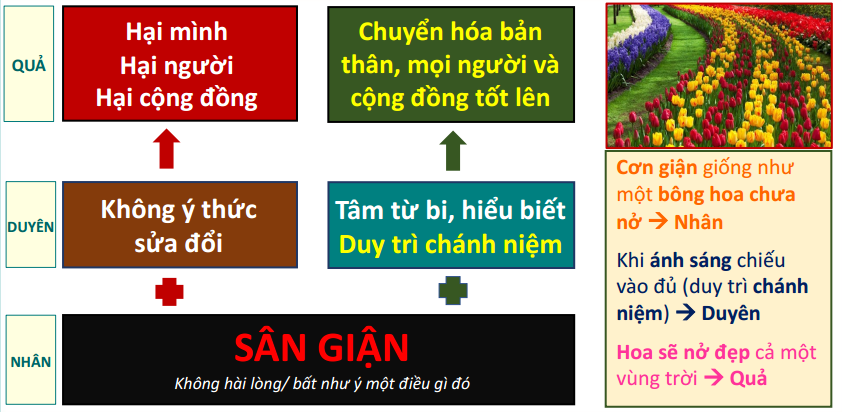 QUẢ
Hại mình
Hại người
Hại cộng đồng
Chuyển hóa bản
thân, mọi người và
cộng đồng tốt lên
DUYÊN
Không ý thức
sửa đổi
Tâm từ bi, hiểu biết
Duy trì chánh niệm
NHÂN
SÂN GIẬN
Không hài lòng/ bất như ý một điều gì đó
Cơn giận giống như
một bông hoa chưa
nở → Nhân
Khi ánh sáng chiếu
vào đủ (duy trì chánh
niệm) → Duyên
Hoa sẽ nở đẹp cả một
vùng trời → Quả